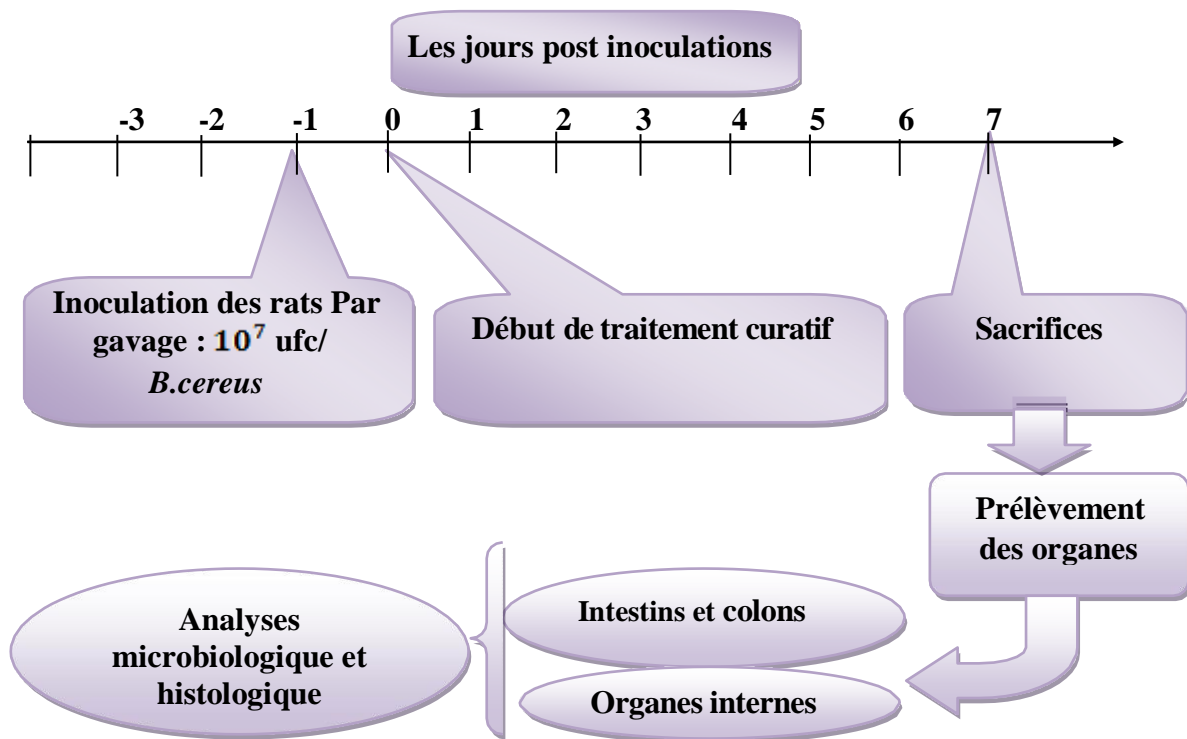 Les jours post inoculations
-3 -2 -1 0 1 2 3 4 5 6 7
Inoculation des rats Par
gavage : 10⁷ ufc/
B.cereus
Début de traitement curatif
Sacrifices
Prélèvement
des organes
Intestins et colons
Organes internes
Analyses
microbiologique et
histologique